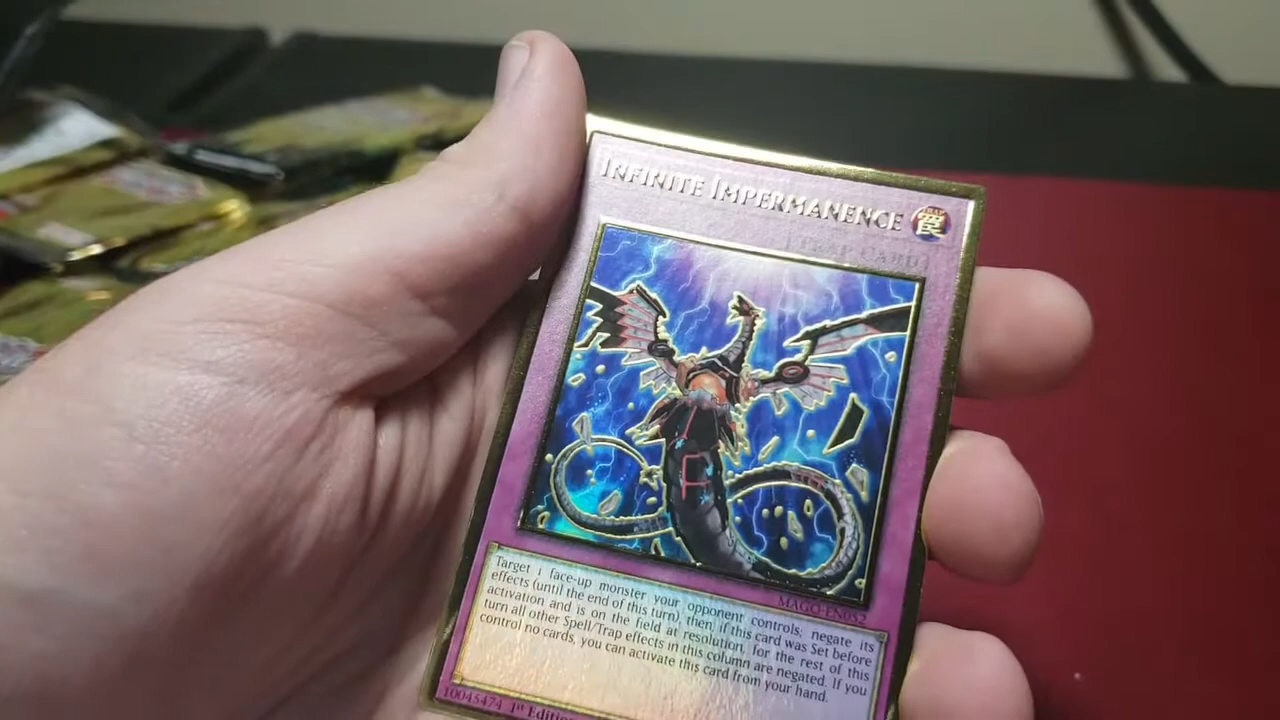 INFINITE IMPERMANENCE
罠
[TRAP CARD]
MAGO-EN052
Target 1 face-up monster your opponent controls; negate its
effects (until the end of this turn), then, if this card was Set before
activation and is on the field at resolution, for the rest of this
turn all other Spell/Trap effects in this column are negated. If you
control no cards, you can activate this card from your hand.
10045474 1st Edition